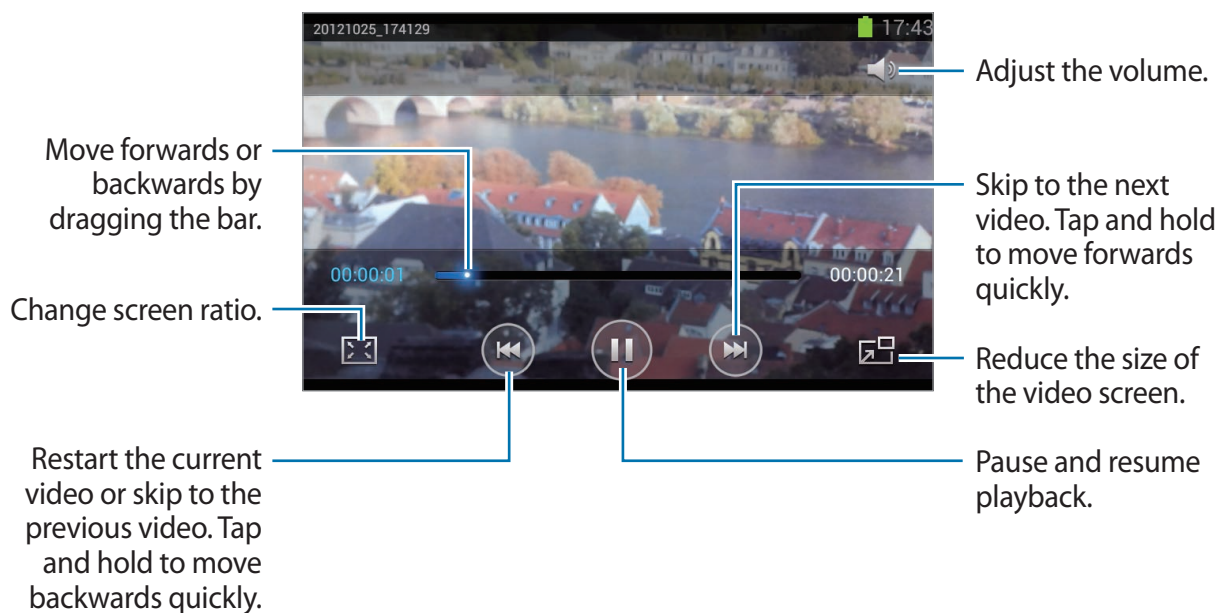 20121025_174129
17:43
Adjust the volume.
Move forwards or
backwards by
dragging the bar.
Skip to the next
video. Tap and hold
to move forwards
quickly.
00:00:01
00:00:21
Change screen ratio.
Reduce the size of
the video screen.
Restart the current
video or skip to the
previous video. Tap
and hold to move
backwards quickly.
Pause and resume
playback.